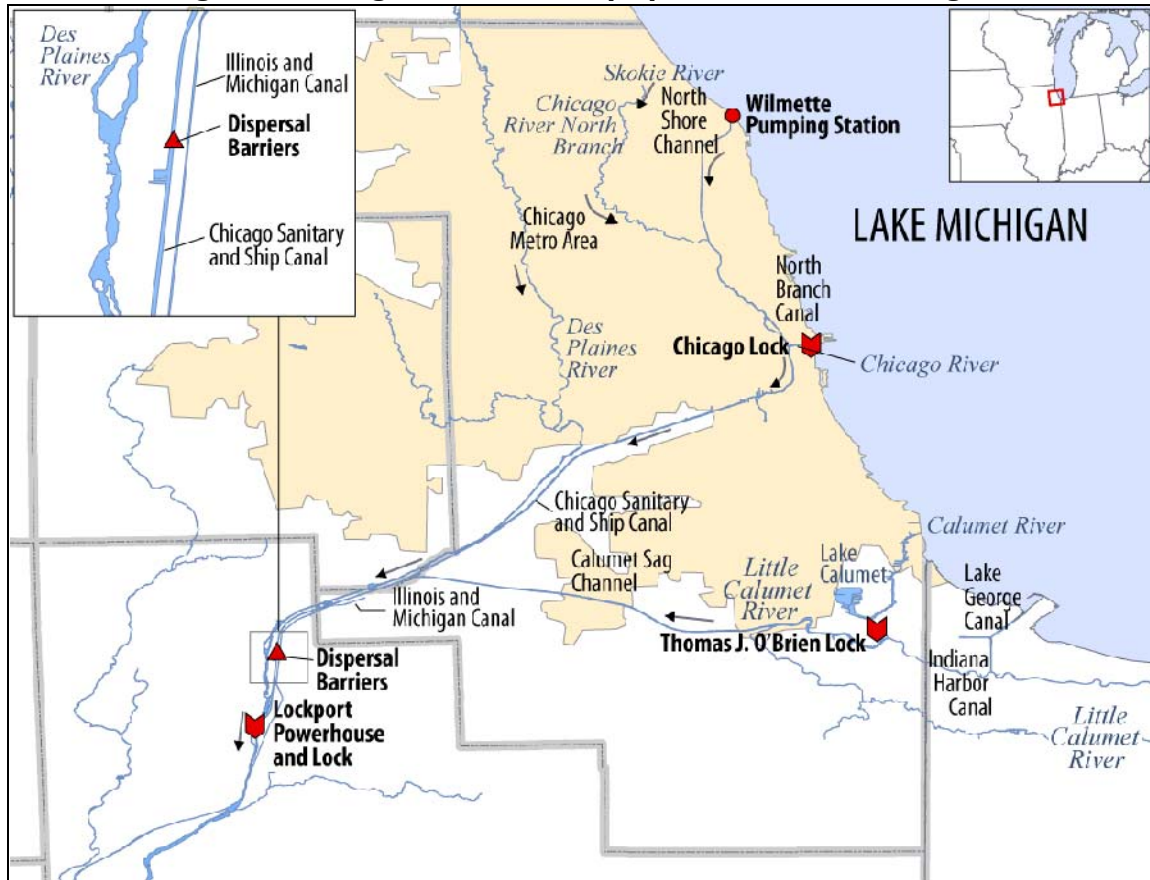 Des
Plaines
River
Illinois
and Michigan Canal
Dispersal
Barriers
Chicago Sanitary
and Ship Canal
Skokie River
Chicago
River North
Branch
North
Shore
Channel
Wilmette
Pumping Station
Chicago
Metro Area
LAKE MICHIGAN
North
Branch
Canal
Des
Plaines
River
Chicago Lock
Chicago River
Chicago Sanitary
and Ship Canal
Calumet Sag
Channel
Calumet River
Lake
Calumet
Little
Calumet
River
Lake
George
Canal
Illinois and
Michigan Canal
Thomas J. O'Brien Lock
Indiana
Harbor
Canal
Dispersal
Barriers
Little
Calumet
River
Lockport
Powerhouse
and Lock